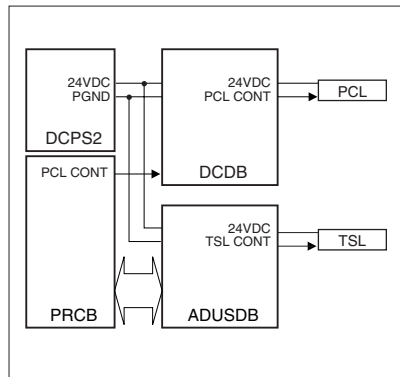 24VDC
PGND
DCPS2
24VDC
PCL CONT
DCDB
PCL
PCL CONT
PRCB
24VDC
TSL CONT
ADUSDB
TSL